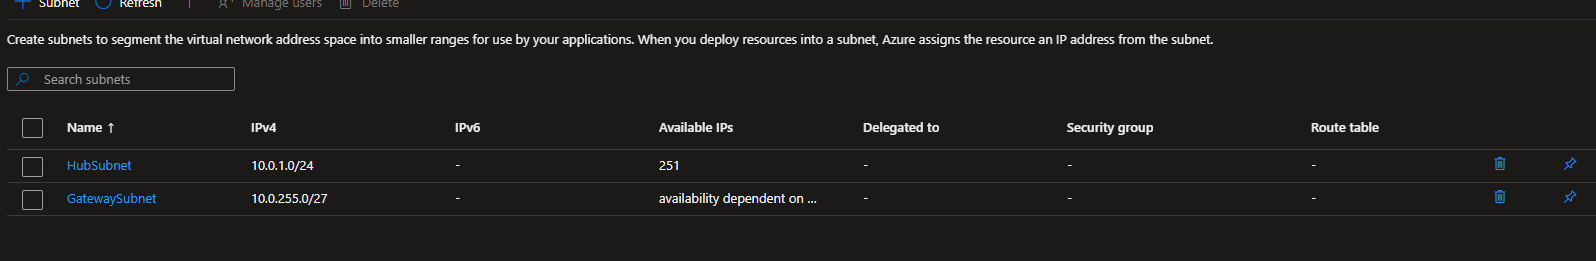 Subnet Refresh Manage users Delete
Create subnets to segment the virtual network address space into smaller ranges for use by your applications. When you deploy resources into a subnet, Azure assigns the resource an IP address from the subnet.
Search subnets
Name ↑ IPv4 IPv6 Available IPs Delegated to Security group Route table
HubSubnet 10.0.1.0/24 - 251 - - -
GatewaySubnet 10.0.255.0/27 - availability dependent on ... - - -